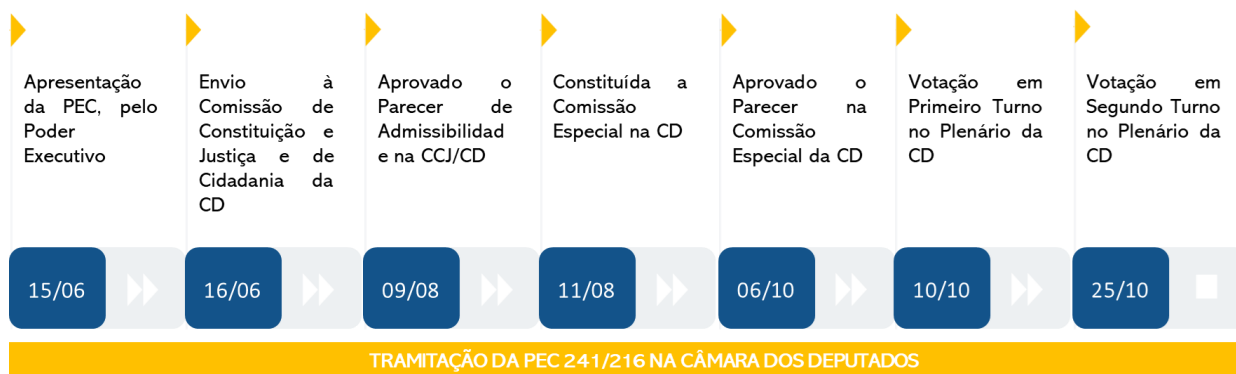 Apresentação
da PEC, pelo
Poder
Executivo
Envio à
Comissão de
Constituição e
Justiça e de
Cidadania da
CD
Aprovado o
Parecer de
Admissibilidad
e na CCJ/CD
Constituída a
Comissão
Especial na CD
Aprovado o
Parecer na
Comissão
Especial da CD
Votação em
Primeiro Turno
no Plenário da
CD
Votação em
Segundo Turno
no Plenário da
CD
15/06
16/06
09/08
11/08
06/10
10/10
25/10
TRAMITAÇÃO DA PEC 241/216 NA CÂMARA DOS DEPUTADOS